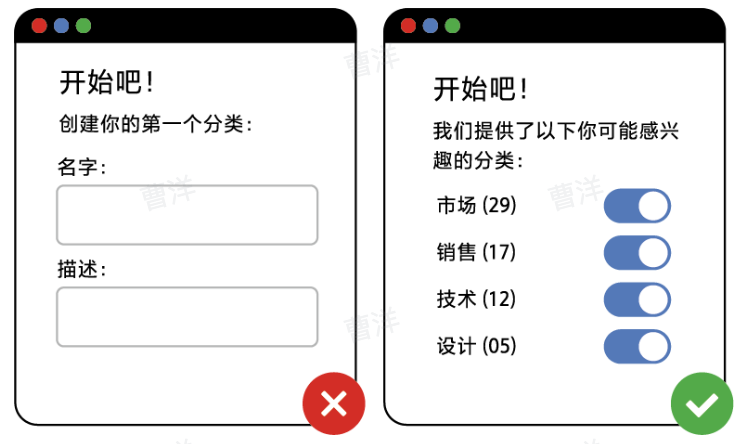 开始吧！
创建你的第一个分类：
名字：
描述：
开始吧！
我们提供了以下你可能感兴
趣的分类：
市场 (29)
销售 (17)
技术 (12)
设计 (05)
曹洋
曹洋
曹洋
曹洋